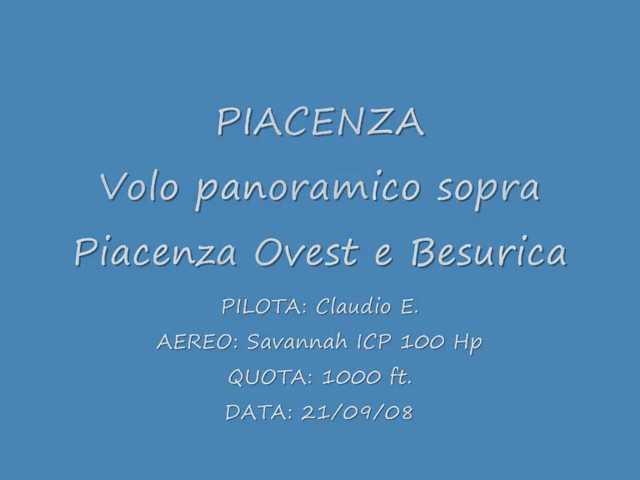 PIACENZA
Volo panoramico sopra
Piacenza Ovest e Besurica
PILOTA: Claudio E.
AEREO: Savannah ICP 100 Hp
QUOTA: 1000 ft.
DATA: 21/09/08